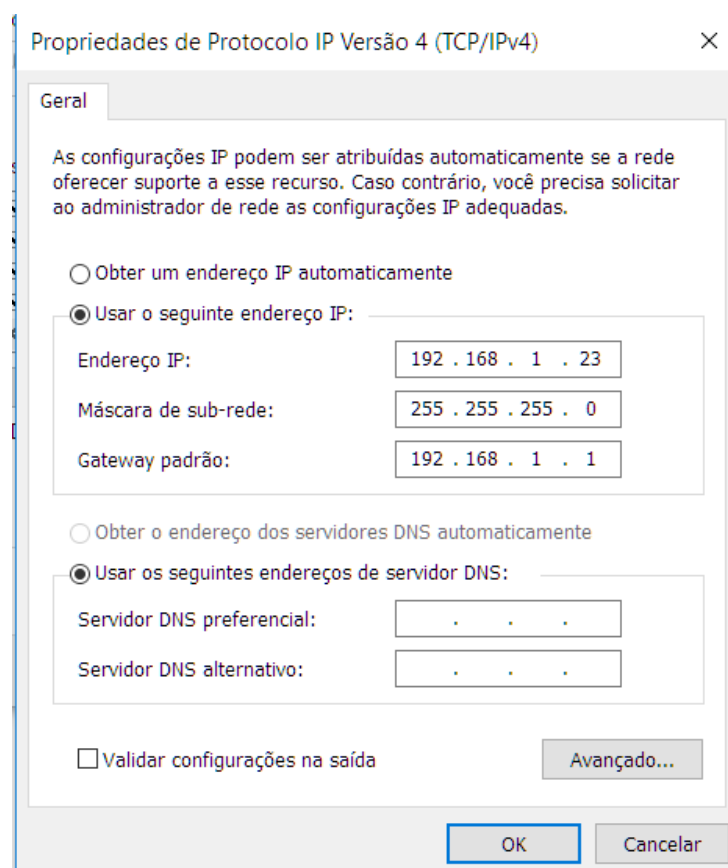 Propriedades de Protocolo IP Versão 4 (TCP/IPv4)
Geral
As configurações IP podem ser atribuídas automaticamente se a rede
oferecer suporte a esse recurso. Caso contrário, você precisa solicitar
ao administrador de rede as configurações IP adequadas.
Obter um endereço IP automaticamente
Usar o seguinte endereço IP:
Endereço IP: 192 . 168 . 1 . 23
Máscara de sub-rede: 255 . 255 . 255 . 0
Gateway padrão: 192 . 168 . 1 . 1
Obter o endereço dos servidores DNS automaticamente
Usar os seguintes endereços de servidor DNS:
Servidor DNS preferencial: . . .
Servidor DNS alternativo: . . .
Validar configurações na saída Avançado...
OK Cancelar